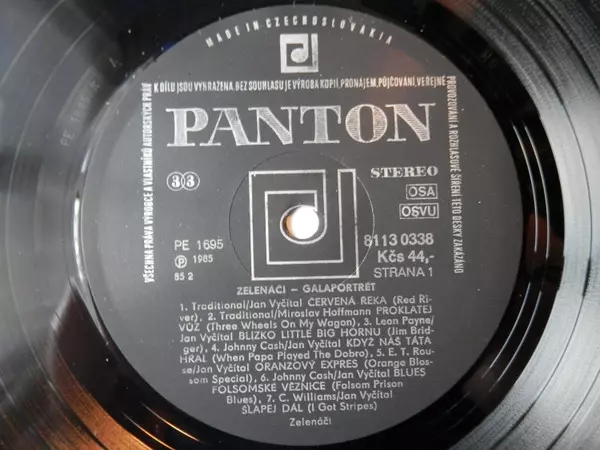 MADE IN CZECHOSLOVAKIA
K DÍLU JSOU VYHRAŽENA. BEZ SOUHLASU JE VÝROBA KOPIÍ, PRONÁJEM, PŮJČOVÁNÍ, VEŘEJNÉ
VŠECHNA PRÁVA VÝROBCE A VLASTNÍKŮ AUTORSKÝCH PRÁV
PROVOZOVÁNÍ A ROZHLASOVÉ ŠÍŘENÍ TÉTO DESKY ZAKÁZÁNO
PANTON
33
STEREO
OSA
OSVU
PE 1695
℗ 1985
85 2
8113 0338
Kčs 44,-
STRANA 1
ZELENÁČI – GALAPORTRÉT
1. Traditional/Jan Vyčítal ČERVENÁ ŘEKA (Red Ri-
ver), 2. Traditional/Miroslav Hoffmann PROKLATEJ
VŮZ (Three Wheels On My Wagon), 3. Leon Payne/
Jan Vyčítal BLÍZKO LITTLE BIG HORNU (Jim Brid-
ger), 4. Johnny Cash/Jan Vyčítal KDYŽ NÁŠ TÁTA
HRÁL (When Papa Played The Dobro), 5. E. T. Rou-
se/Jan Vyčítal ORANŽOVÝ EXPRES (Orange Blos-
som Special), 6. Johnny Cash/Jan Vyčítal BLUES
FOLSOMSKÉ VĚZNICE (Folsom Prison
Blues), 7. C. Williams/Jan Vyčítal
ŠLAPEJ DÁL (I Got Stripes)
Zelenáči